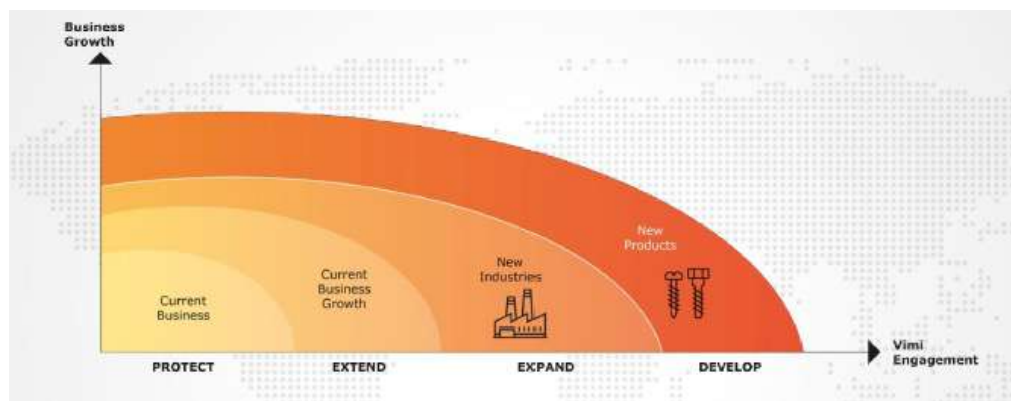 Business
Growth
New
Products
New
Industries
Current
Business
Growth
Current
Business
Vimi
Engagement
PROTECT
EXTEND
EXPAND
DEVELOP